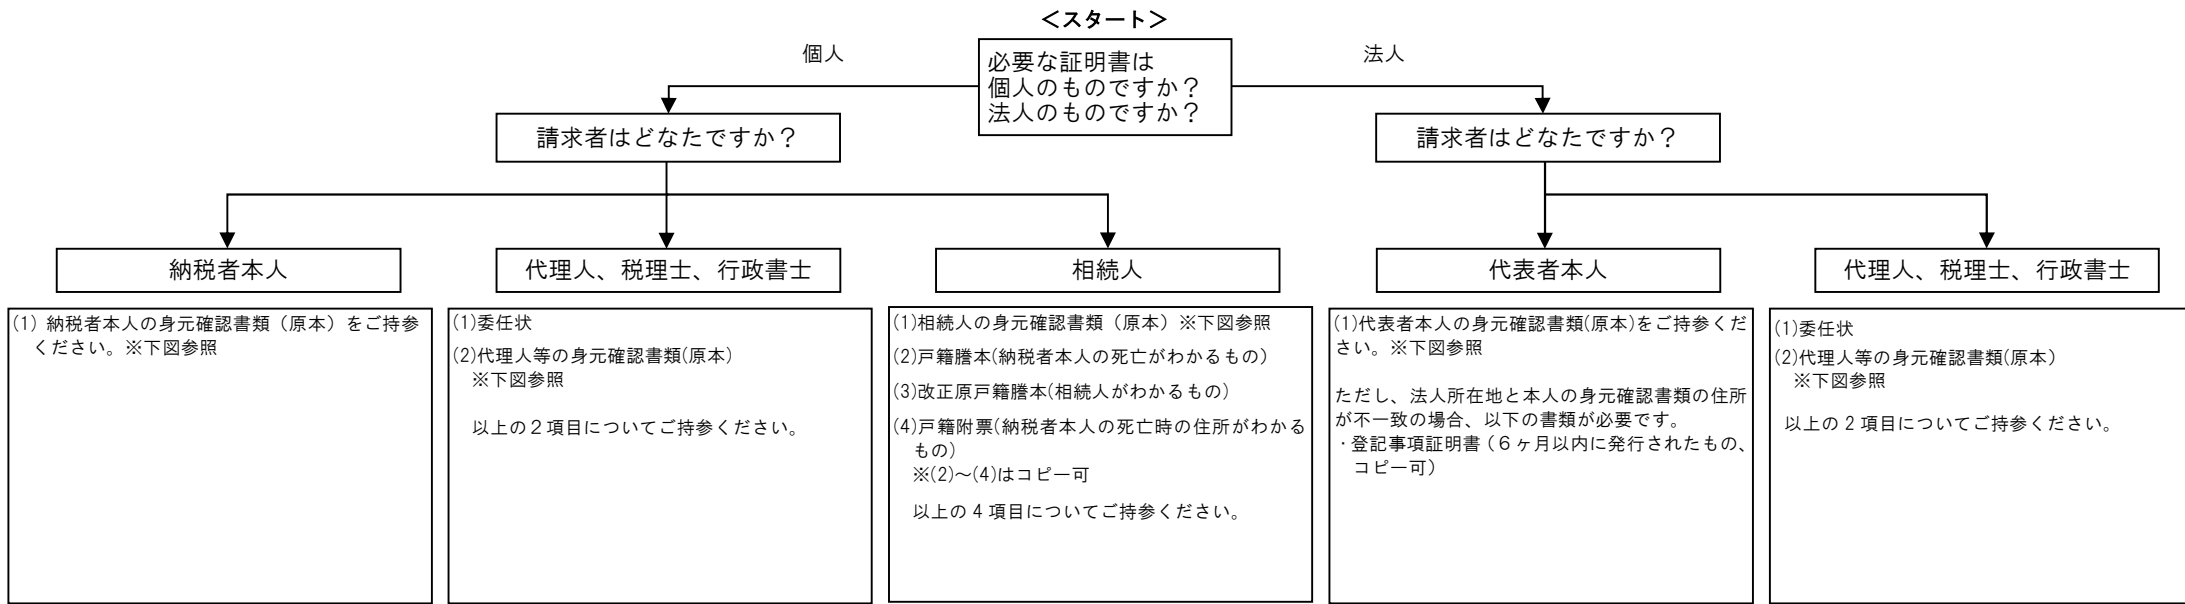 <スタート>
個人
必要な証明書は
個人のものですか？
法人のものですか？
法人
請求者はどなたですか？
請求者はどなたですか？
納税者本人
代理人、税理士、行政書士
相続人
代表者本人
代理人、税理士、行政書士
(1) 納税者本人の身元確認書類（原本）をご持参
ください。※下図参照
(1)委任状
(2)代理人等の身元確認書類(原本)
※下図参照
以上の２項目についてご持参ください。
(1)相続人の身元確認書類（原本）※下図参照
(2)戸籍謄本(納税者本人の死亡がわかるもの)
(3)改正原戸籍謄本(相続人がわかるもの)
(4)戸籍附票(納税者本人の死亡時の住所がわかる
もの)
※(2)～(4)はコピー可
以上の 4 項目についてご持参ください。
(1)代表者本人の身元確認書類(原本)をご持参くだ
さい。※下図参照
ただし、法人所在地と本人の身元確認書類の住所
が不一致の場合、以下の書類が必要です。
・登記事項証明書（６ヶ月以内に発行されたもの、
コピー可）
(1)委任状
(2)代理人等の身元確認書類(原本)
※下図参照
以上の 2 項目についてご持参ください。